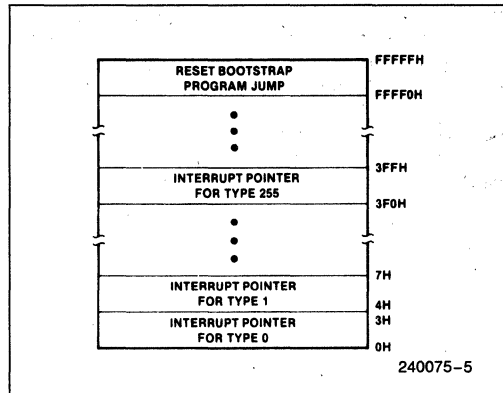 RESET BOOTSTRAP
PROGRAM JUMP
FFFFFH
FFFF0H
3FFH
INTERRUPT POINTER
FOR TYPE 255
3F0H
7H
INTERRUPT POINTER
FOR TYPE 1
4H
3H
INTERRUPT POINTER
FOR TYPE 0
0H
240075-5